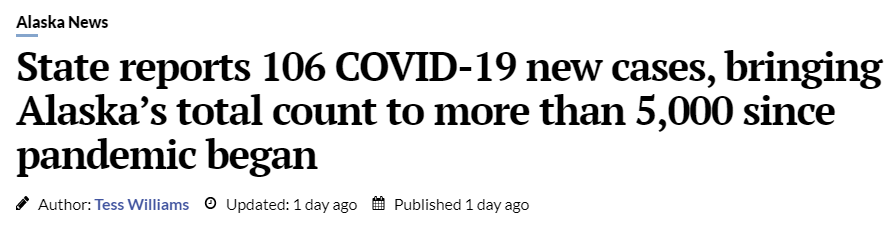 Alaska News
State reports 106 COVID-19 new cases, bringing
Alaska’s total count to more than 5,000 since
pandemic began
Author: Tess Williams Updated: 1 day ago Published 1 day ago